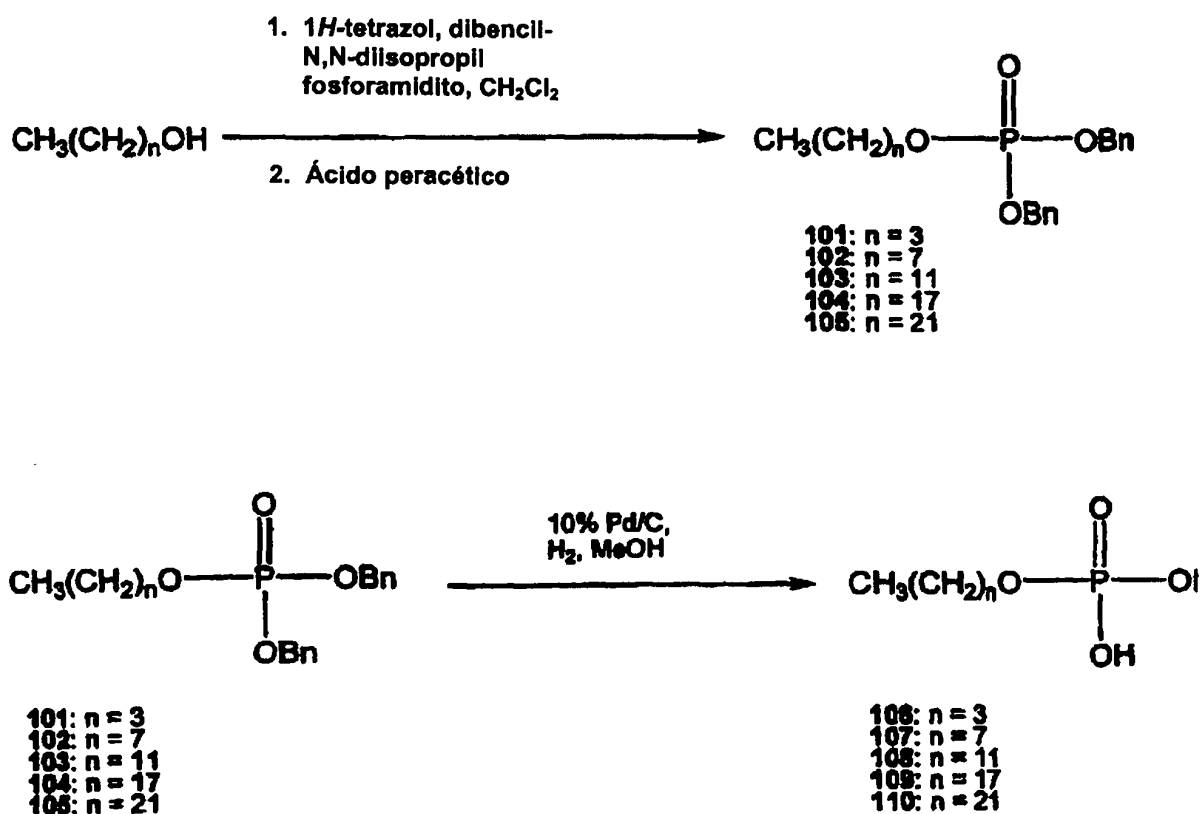 1. 1H-tetrazol, dibencil-
N,N-diisopropil
fosforamidito, CH₂Cl₂
CH₃(CH₂)ₙOH
2. Ácido peracético
O
CH₃(CH₂)ₙO P OBn
OBn
101: n = 3
102: n = 7
103: n = 11
104: n = 17
105: n = 21
O
CH₃(CH₂)ₙO P OBn
OBn
10% Pd/C,
H₂, MeOH
O
CH₃(CH₂)ₙO P O
OH
101: n = 3
102: n = 7
103: n = 11
104: n = 17
105: n = 21
106: n = 3
107: n = 7
108: n = 11
109: n = 17
110: n = 21